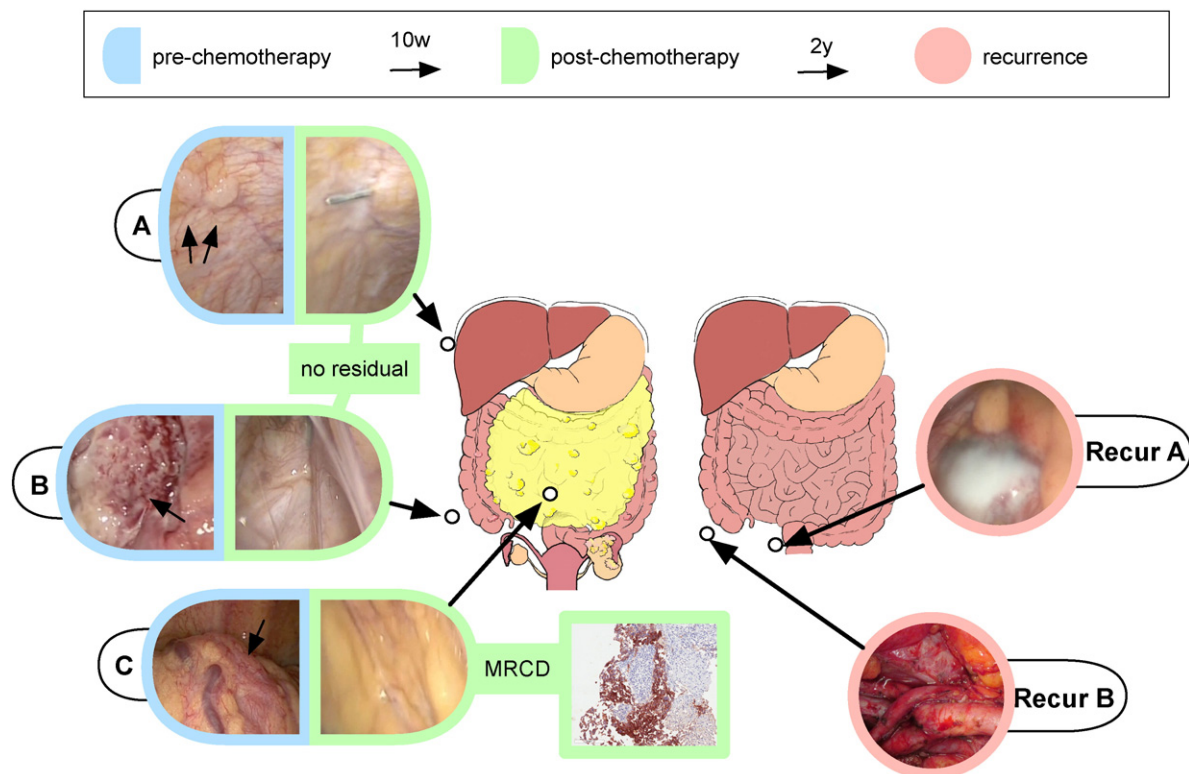 pre-chemotherapy
10w
post-chemotherapy
2y
recurrence
A
no residual
B
Recur A
C
MRCD
Recur B